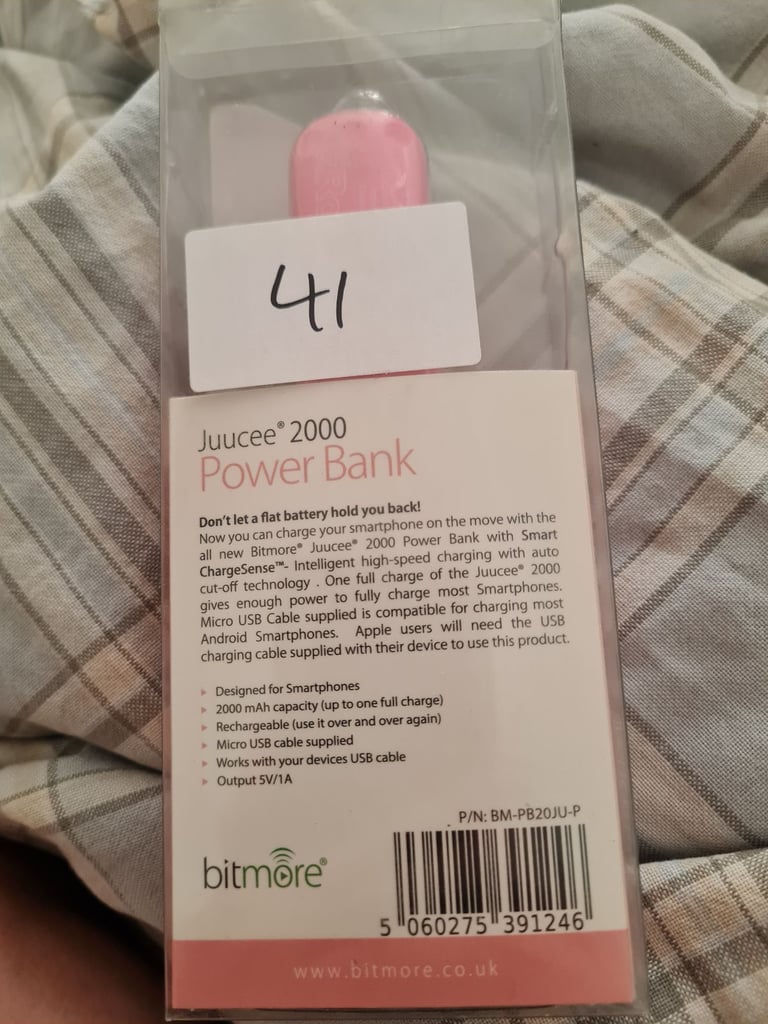 41
Juucee® 2000
Power Bank
Don't let a flat battery hold you back!
Now you can charge your smartphone on the move with the
all new Bitmore® Juucee® 2000 Power Bank with Smart
ChargeSense™- Intelligent high-speed charging with auto
cut-off technology . One full charge of the Juucee® 2000
gives enough power to fully charge most Smartphones.
Micro USB Cable supplied is compatible for charging most
Android Smartphones. Apple users will need the USB
charging cable supplied with their device to use this product.
Designed for Smartphones
2000 mAh capacity (up to one full charge)
Rechargeable (use it over and over again)
Micro USB cable supplied
Works with your devices USB cable
Output 5V/1A
P/N: BM-PB20JU-P
bitmore®
5 060275 391246
www.bitmore.co.uk